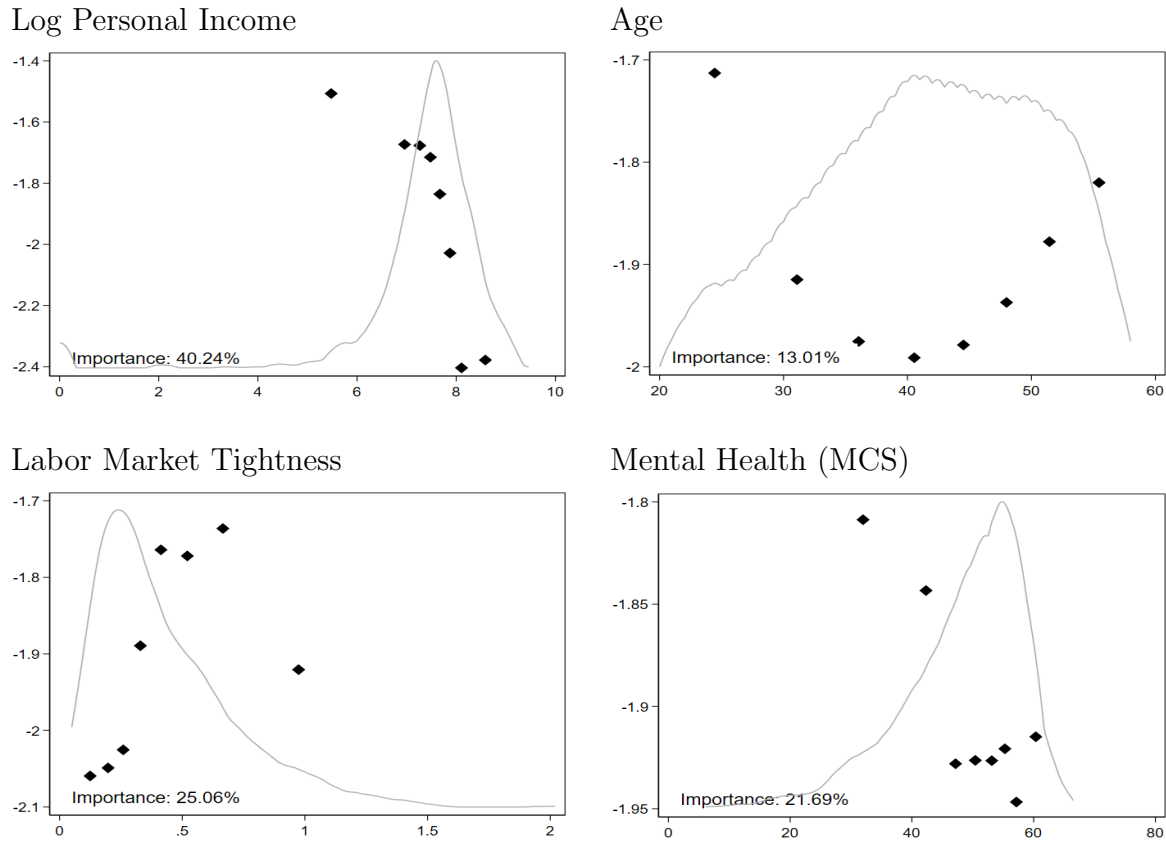 Log Personal Income
-1.4
-1.6
-1.8
-2
-2.2
-2.4
Importance: 40.24%
0 2 4 6 8 10
Age
-1.7
-1.8
-1.9
-2
Importance: 13.01%
20 30 40 50 60
Labor Market Tightness
-1.7
-1.8
-1.9
-2
-2.1
Importance: 25.06%
0 .5 1 1.5 2
Mental Health (MCS)
-1.8
-1.85
-1.9
-1.95
Importance: 21.69%
0 20 40 60 80